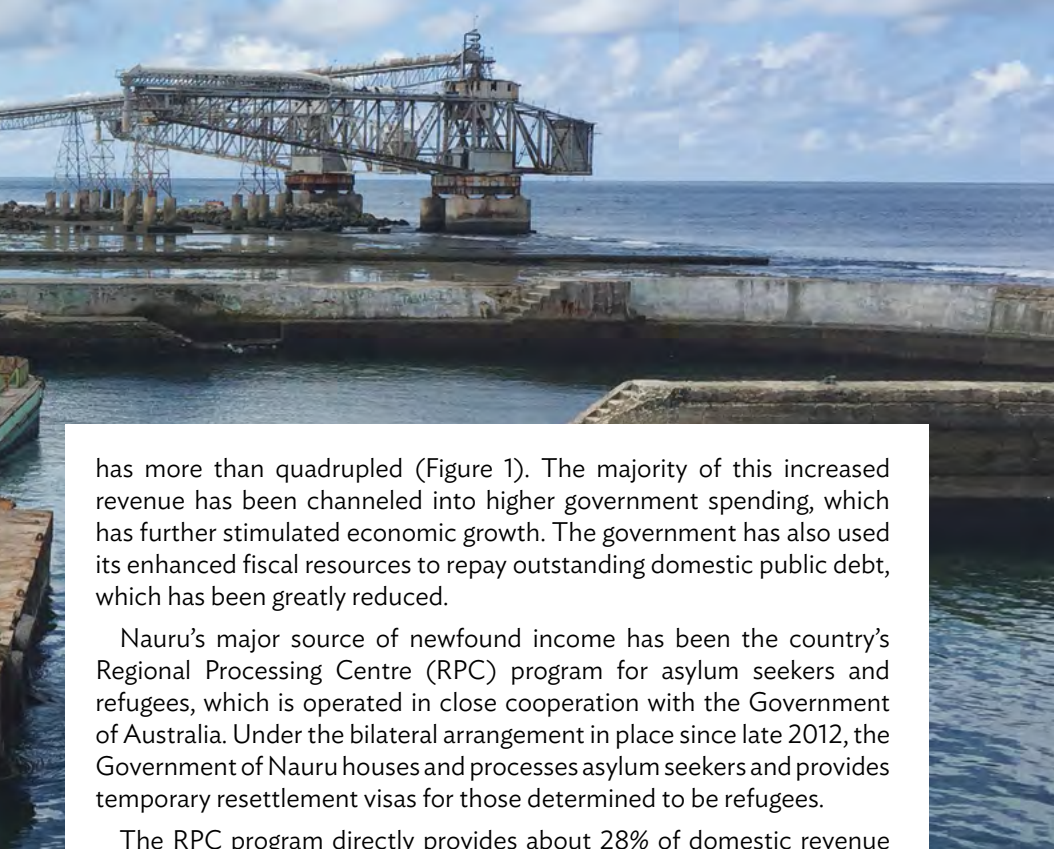 has more than quadrupled (Figure 1). The majority of this increased
revenue has been channeled into higher government spending, which
has further stimulated economic growth. The government has also used
its enhanced fiscal resources to repay outstanding domestic public debt,
which has been greatly reduced.
Nauru’s major source of newfound income has been the country’s
Regional Processing Centre (RPC) program for asylum seekers and
refugees, which is operated in close cooperation with the Government
of Australia. Under the bilateral arrangement in place since late 2012, the
Government of Nauru houses and processes asylum seekers and provides
temporary resettlement visas for those determined to be refugees.
The RPC program directly provides about 28% of domestic revenue